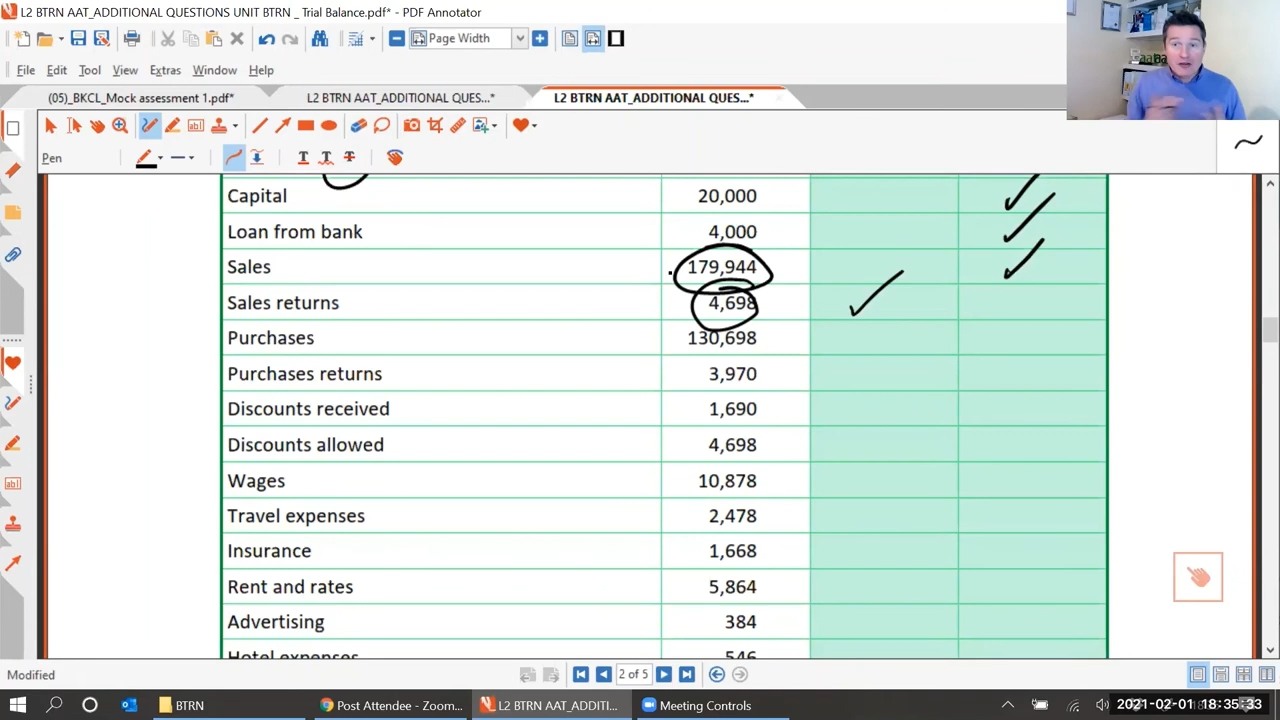 L2 BTRN AAT_ADDITIONAL QUESTIONS UNIT BTRN _ Trial Balance.pdf* - PDF Annotator
Page Width
File Edit Tool View Extras Window Help
(05)_BKCL_Mock assessment 1.pdf* L2 BTRN AAT_ADDITIONAL QUES...* L2 BTRN AAT_ADDITIONAL QUES...*
Pen
Capital 20,000
Loan from bank 4,000
Sales 179,944
Sales returns 4,698
Purchases 130,698
Purchases returns 3,970
Discounts received 1,690
Discounts allowed 4,698
Wages 10,878
Travel expenses 2,478
Insurance 1,668
Rent and rates 5,864
Advertising 384
Hotel expenses 546
Modified 2 of 5
BTRN Post Attendee - Zoom... L2 BTRN AAT_ADDITI... Meeting Controls 2021-02-01 18:35:33